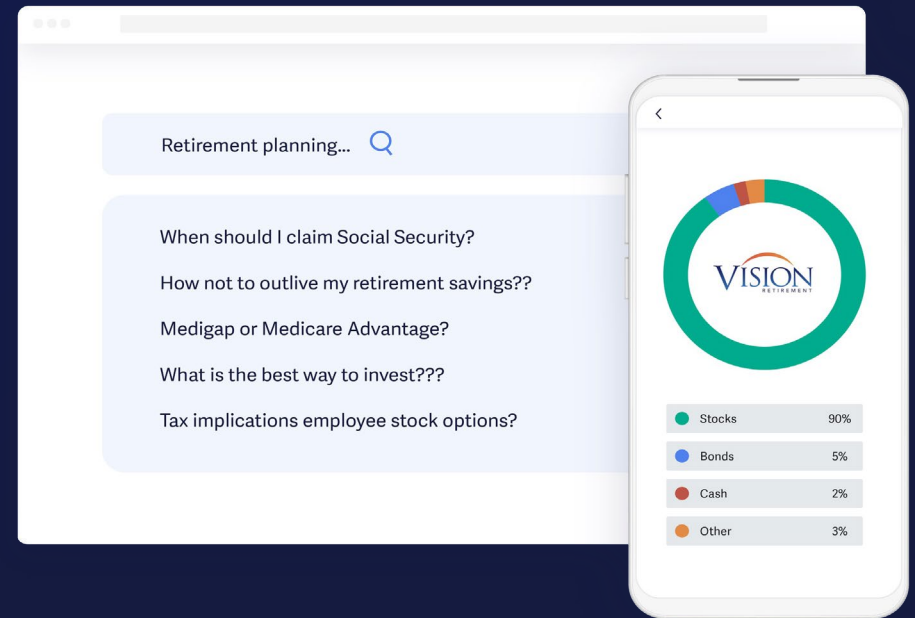 Retirement planning...
When should I claim Social Security?
How not to outlive my retirement savings??
Medigap or Medicare Advantage?
What is the best way to invest???
Tax implications employee stock options?
VISION
RETIREMENT
Stocks 90%
Bonds 5%
Cash 2%
Other 3%